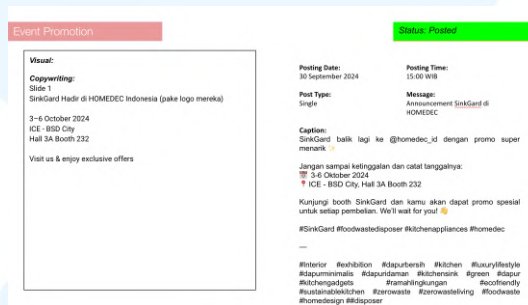 Event Promotion
Status: Posted
Visual:
Copywriting:
Slide 1
SinkGard Hadir di HOMEDEC Indonesia (pake logo mereka)
3–6 October 2024
ICE - BSD City
Hall 3A Booth 232
Visit us & enjoy exclusive offers
Posting Date:
30 September 2024
Posting Time:
15:00 WIB
Post Type:
Single
Message:
Announcement SinkGard di
HOMEDEC
Caption:
SinkGard balik lagi ke @homedec_id dengan promo super
menarik ✨
Jangan sampai ketinggalan dan catat tanggalnya:
📅 3-6 Oktober 2024
📍 ICE - BSD City, Hall 3A Booth 232
Kunjungi booth SinkGard dan kamu akan dapat promo spesial
untuk setiap pembelian. We'll wait for you! 👋
#SinkGard #foodwastedisposer #kitchenappliances #homedec
—
#Interior #exhibition #dapurbersih #kitchen #luxurylifestyle
#dapurminimalis #dapuridaman #kitchensink #green #dapur
#kitchengadgets #ramahlingkungan #ecofriendly
#sustainablekitchen #zerowaste #zerowasteliving #foodwaste
#homedesign ##disposer